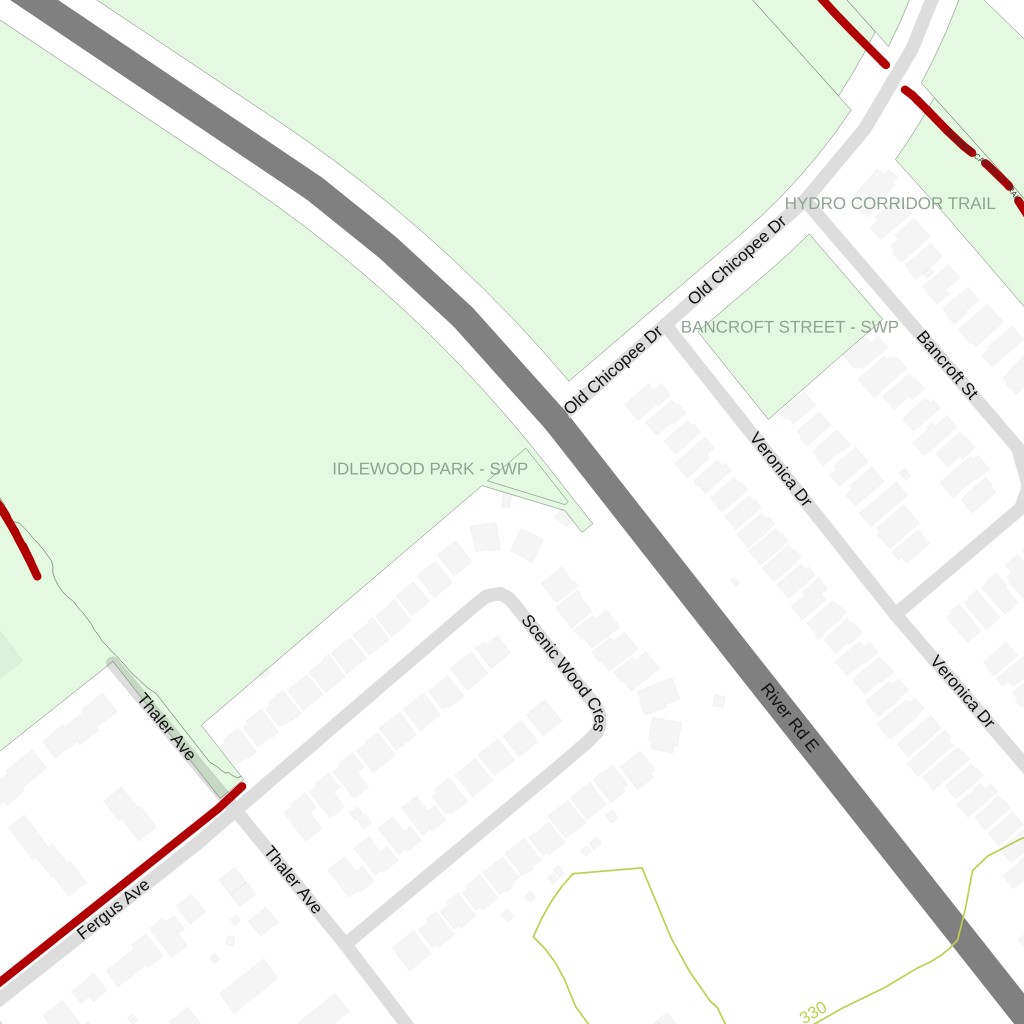 HYDRO CORRIDOR TRAIL
Old Chicopee Dr
BANCROFT STREET - SWP
Old Chicopee Dr
Bancroft St
Veronica Dr
IDLEWOOD PARK - SWP
Scenic Wood Cres
Veronica Dr
River Rd E
Thaler Ave
Thaler Ave
Fergus Ave
330